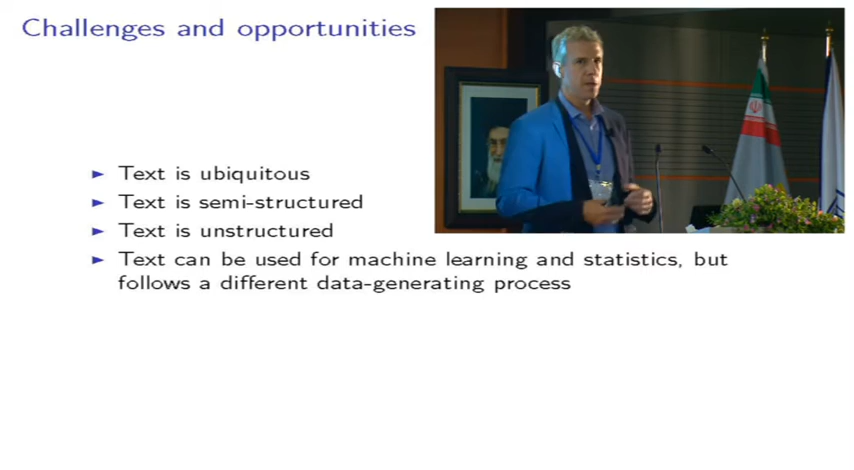 Challenges and opportunities
► Text is ubiquitous
► Text is semi-structured
► Text is unstructured
► Text can be used for machine learning and statistics, but
follows a different data-generating process